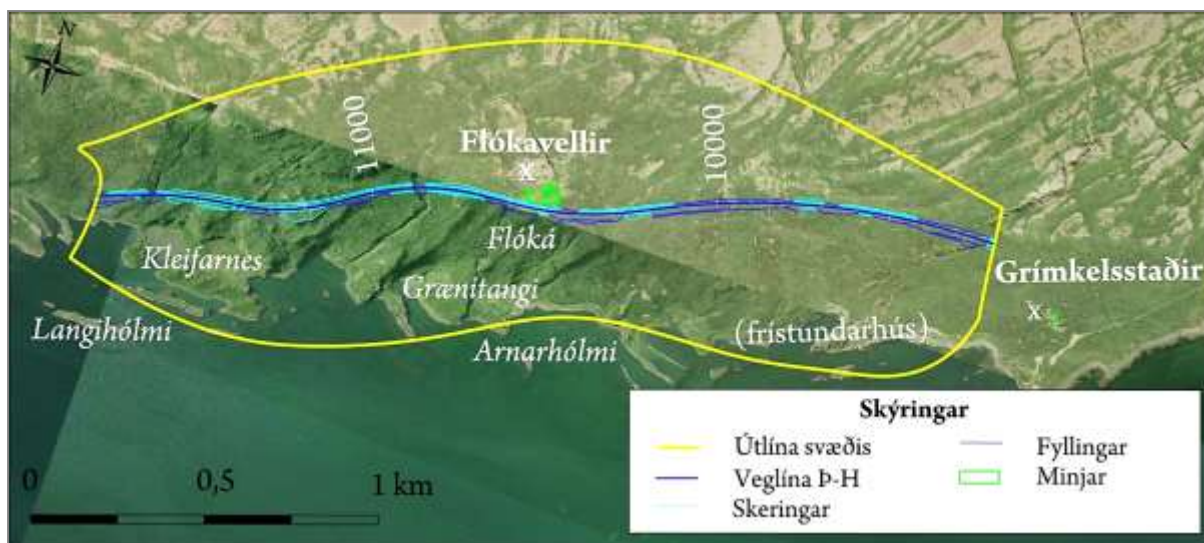 N
11000
Flókavellir
x
10000
Flóká
Kleifarnes
Grænitangi
Grímkelsstaðir
x
Langihólmi
Arnarhólmi
(frístundarhús)
0
0,5
1 km
Skýringar
Útlína svæðis
Fyllingar
Veglína Þ-H
Minjar
Skeringar